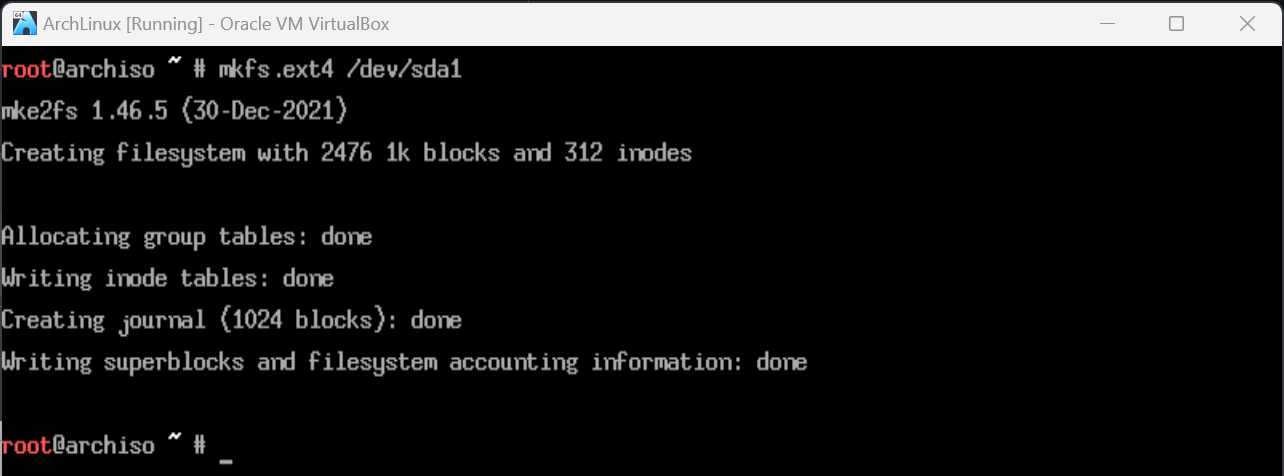 ArchLinux [Running] - Oracle VM VirtualBox
root@archiso ~ # mkfs.ext4 /dev/sda1
mke2fs 1.46.5 (30-Dec-2021)
Creating filesystem with 2476 1k blocks and 312 inodes
Allocating group tables: done
Writing inode tables: done
Creating journal (1024 blocks): done
Writing superblocks and filesystem accounting information: done
root@archiso ~ # _